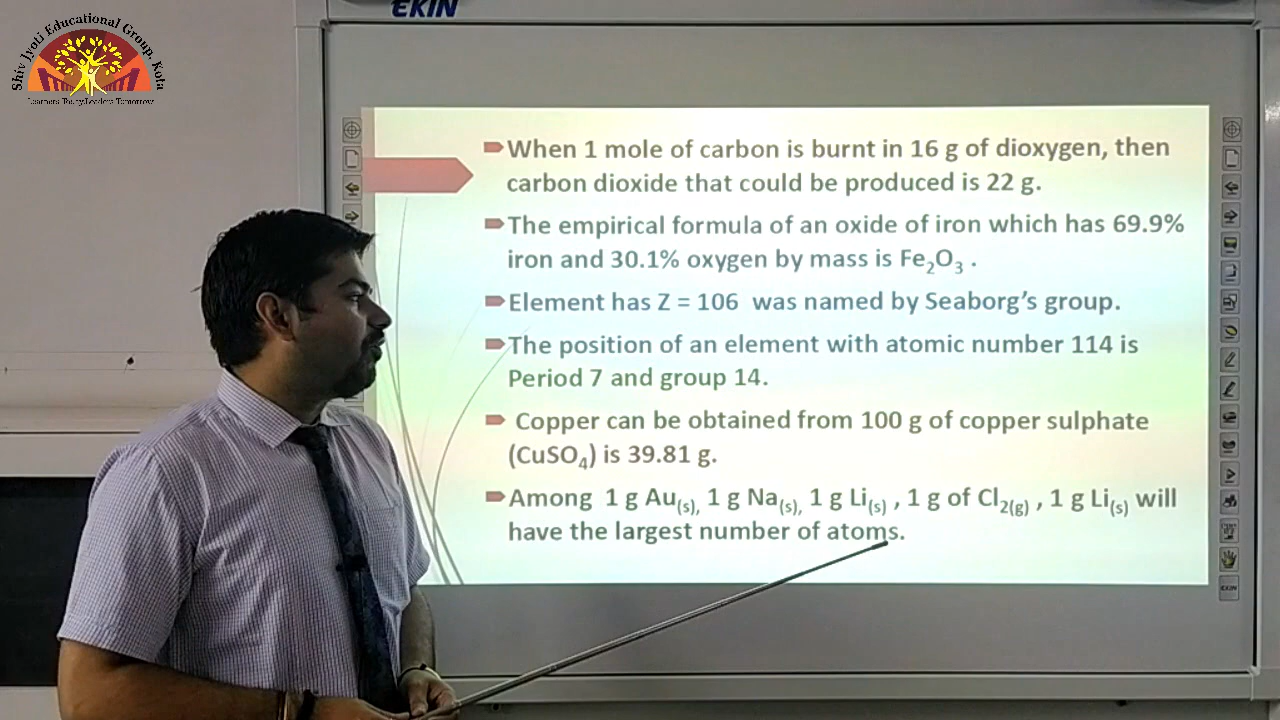 EKIN
Shiv Jyoti Educational Group, Kota
Learners Today, Leaders Tomorrow
When 1 mole of carbon is burnt in 16 g of dioxygen, then
carbon dioxide that could be produced is 22 g.
The empirical formula of an oxide of iron which has 69.9%
iron and 30.1% oxygen by mass is Fe₂O₃ .
Element has Z = 106 was named by Seaborg's group.
The position of an element with atomic number 114 is
Period 7 and group 14.
Copper can be obtained from 100 g of copper sulphate
(CuSO₄) is 39.81 g.
Among 1 g Au₍s₎, 1 g Na₍s₎, 1 g Li₍s₎ , 1 g of Cl₂₍g₎ , 1 g Li₍s₎ will
have the largest number of atoms.
EKIN